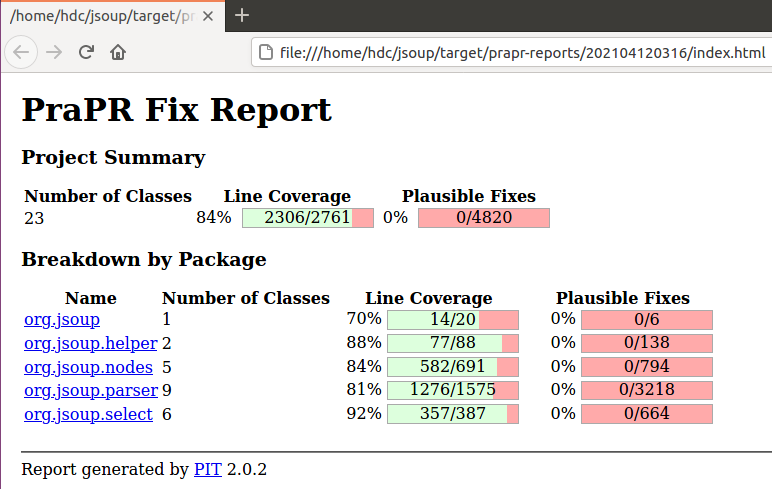 /home/hdc/jsoup/target/pr
file:///home/hdc/jsoup/target/prapr-reports/202104120316/index.html
PraPR Fix Report
Project Summary
Number of Classes Line Coverage Plausible Fixes
23 84% 2306/2761 0% 0/4820
Breakdown by Package
Name Number of Classes Line Coverage Plausible Fixes
org.jsoup 1 70% 14/20 0% 0/6
org.jsoup.helper 2 88% 77/88 0% 0/138
org.jsoup.nodes 5 84% 582/691 0% 0/794
org.jsoup.parser 9 81% 1276/1575 0% 0/3218
org.jsoup.select 6 92% 357/387 0% 0/664
Report generated by PIT 2.0.2